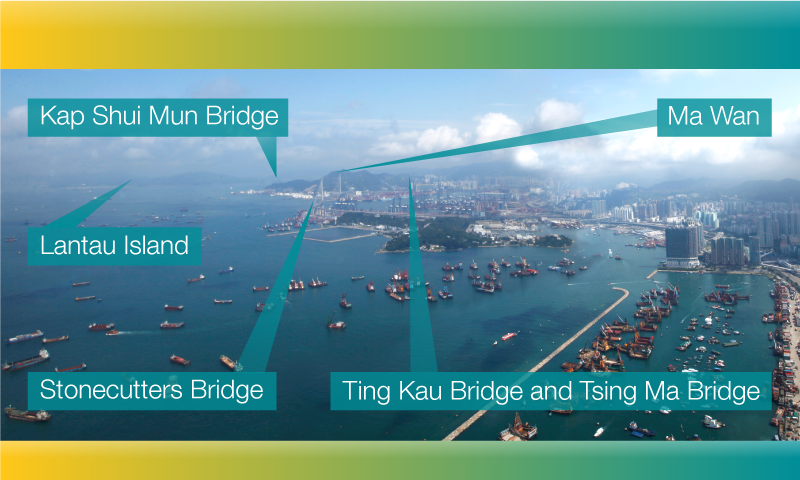 Kap Shui Mun Bridge
Ma Wan
Lantau Island
Stonecutters Bridge
Ting Kau Bridge and Tsing Ma Bridge